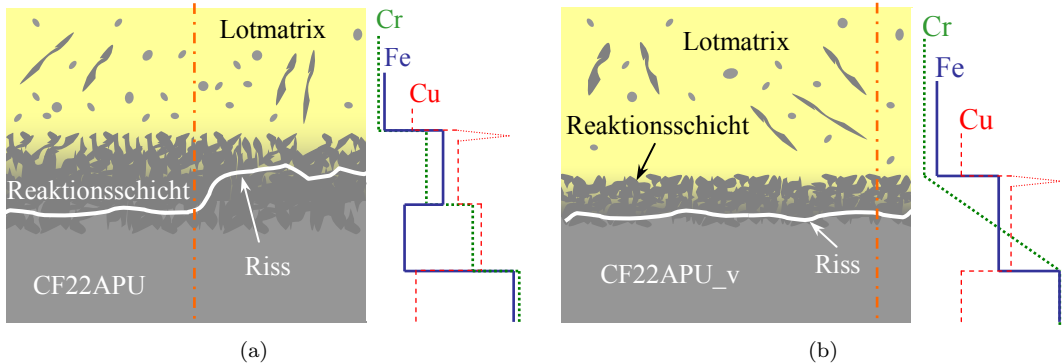 Lotmatrix
Reaktionsschicht
Riss
CF22APU
Cr
Fe
Cu
(a)
Lotmatrix
Reaktionsschicht
Riss
CF22APU_v
Cr
Fe
Cu
(b)